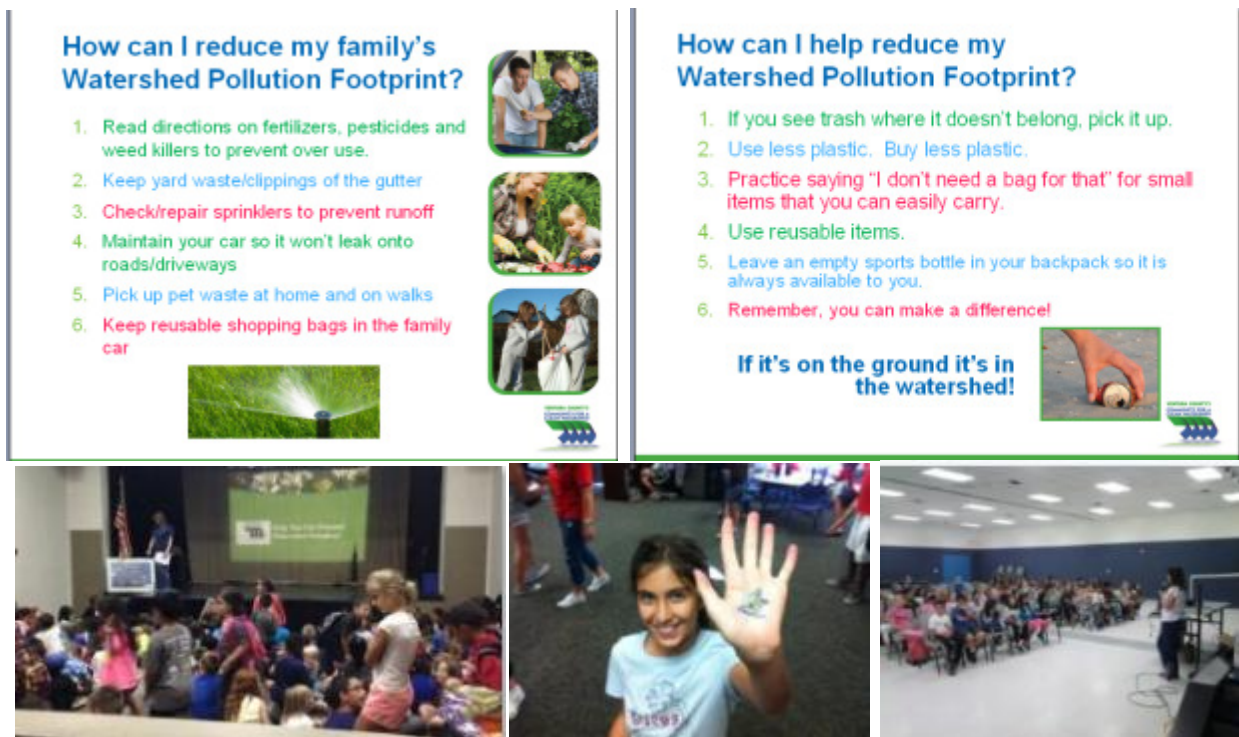 How can I reduce my family's
Watershed Pollution Footprint?
1. Read directions on fertilizers, pesticides and
weed killers to prevent over use.
2. Keep yard waste/clippings of the gutter
3. Check/repair sprinklers to prevent runoff
4. Maintain your car so it won't leak onto
roads/driveways
5. Pick up pet waste at home and on walks
6. Keep reusable shopping bags in the family
car
How can I help reduce my
Watershed Pollution Footprint?
1. If you see trash where it doesn't belong, pick it up.
2. Use less plastic. Buy less plastic.
3. Practice saying "I don't need a bag for that" for small
items that you can easily carry.
4. Use reusable items.
5. Leave an empty sports bottle in your backpack so it is
always available to you.
6. Remember, you can make a difference!
If it's on the ground it's in
the watershed!